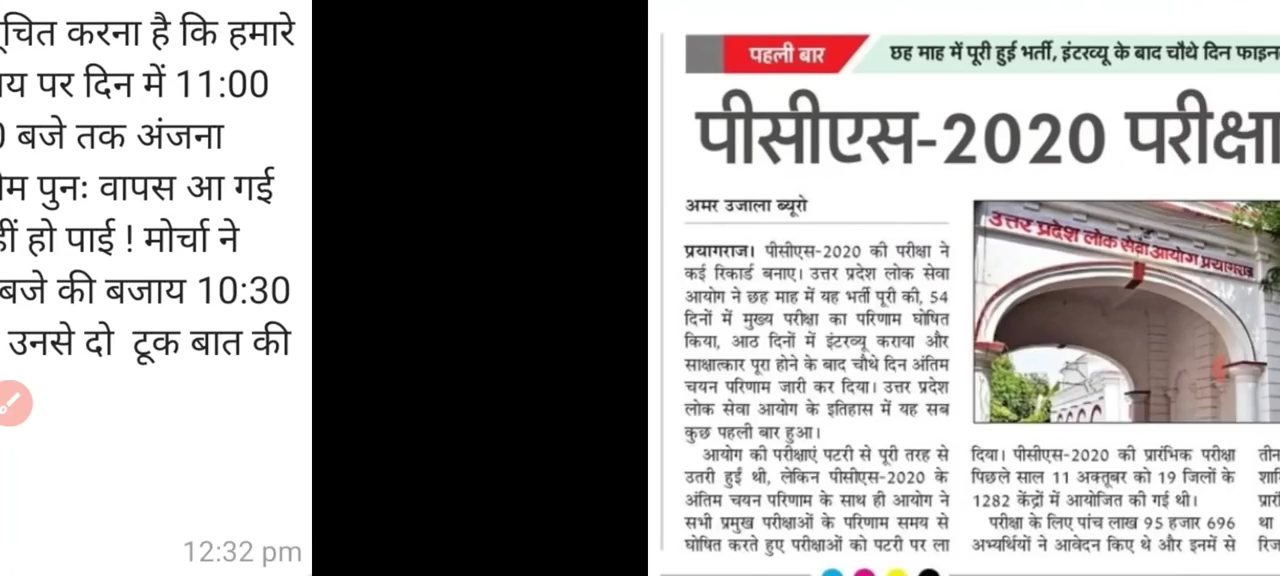 चित करना है कि हमारे
य पर दिन में 11:00
बजे तक अंजना
पुनः वापस आ गई
हो पाई ! मोर्चा ने
बजे की बजाय 10:30
उनसे दो टूक बात की
12:32 pm
पहली बार
छह माह में पूरी हुई भर्ती, इंटरव्यू के बाद चौथे दिन फाइन
पीसीएस-2020 परीक्षा
अमर उजाला ब्यूरो
प्रयागराज। पीसीएस-2020 की परीक्षा ने
कई रिकार्ड बनाए। उत्तर प्रदेश लोक सेवा
आयोग ने छह माह में यह भर्ती पूरी की, 54
दिनों में मुख्य परीक्षा का परिणाम घोषित
किया, आठ दिनों में इंटरव्यू कराया और
साक्षात्कार पूरा होने के बाद चौथे दिन अंतिम
चयन परिणाम जारी कर दिया। उत्तर प्रदेश
लोक सेवा आयोग के इतिहास में यह सब
कुछ पहली बार हुआ।
आयोग की परीक्षाएं पटरी से पूरी तरह से
उतरी हुईं थी, लेकिन पीसीएस-2020 के
अंतिम चयन परिणाम के साथ ही आयोग ने
सभी प्रमुख परीक्षाओं के परिणाम समय से
घोषित करते हुए परीक्षाओं को पटरी पर ला
उत्तर प्रदेश लोक सेवा आयोग प्रयागराज
दिया। पीसीएस-2020 की प्रारंभिक परीक्षा
पिछले साल 11 अक्तूबर को 19 जिलों के
1282 केंद्रों में आयोजित की गई थी।
परीक्षा के लिए पांच लाख 95 हजार 696
अभ्यर्थियों ने आवेदन किए थे और इनमें से
तीन
शा
प्रा
था
रिज